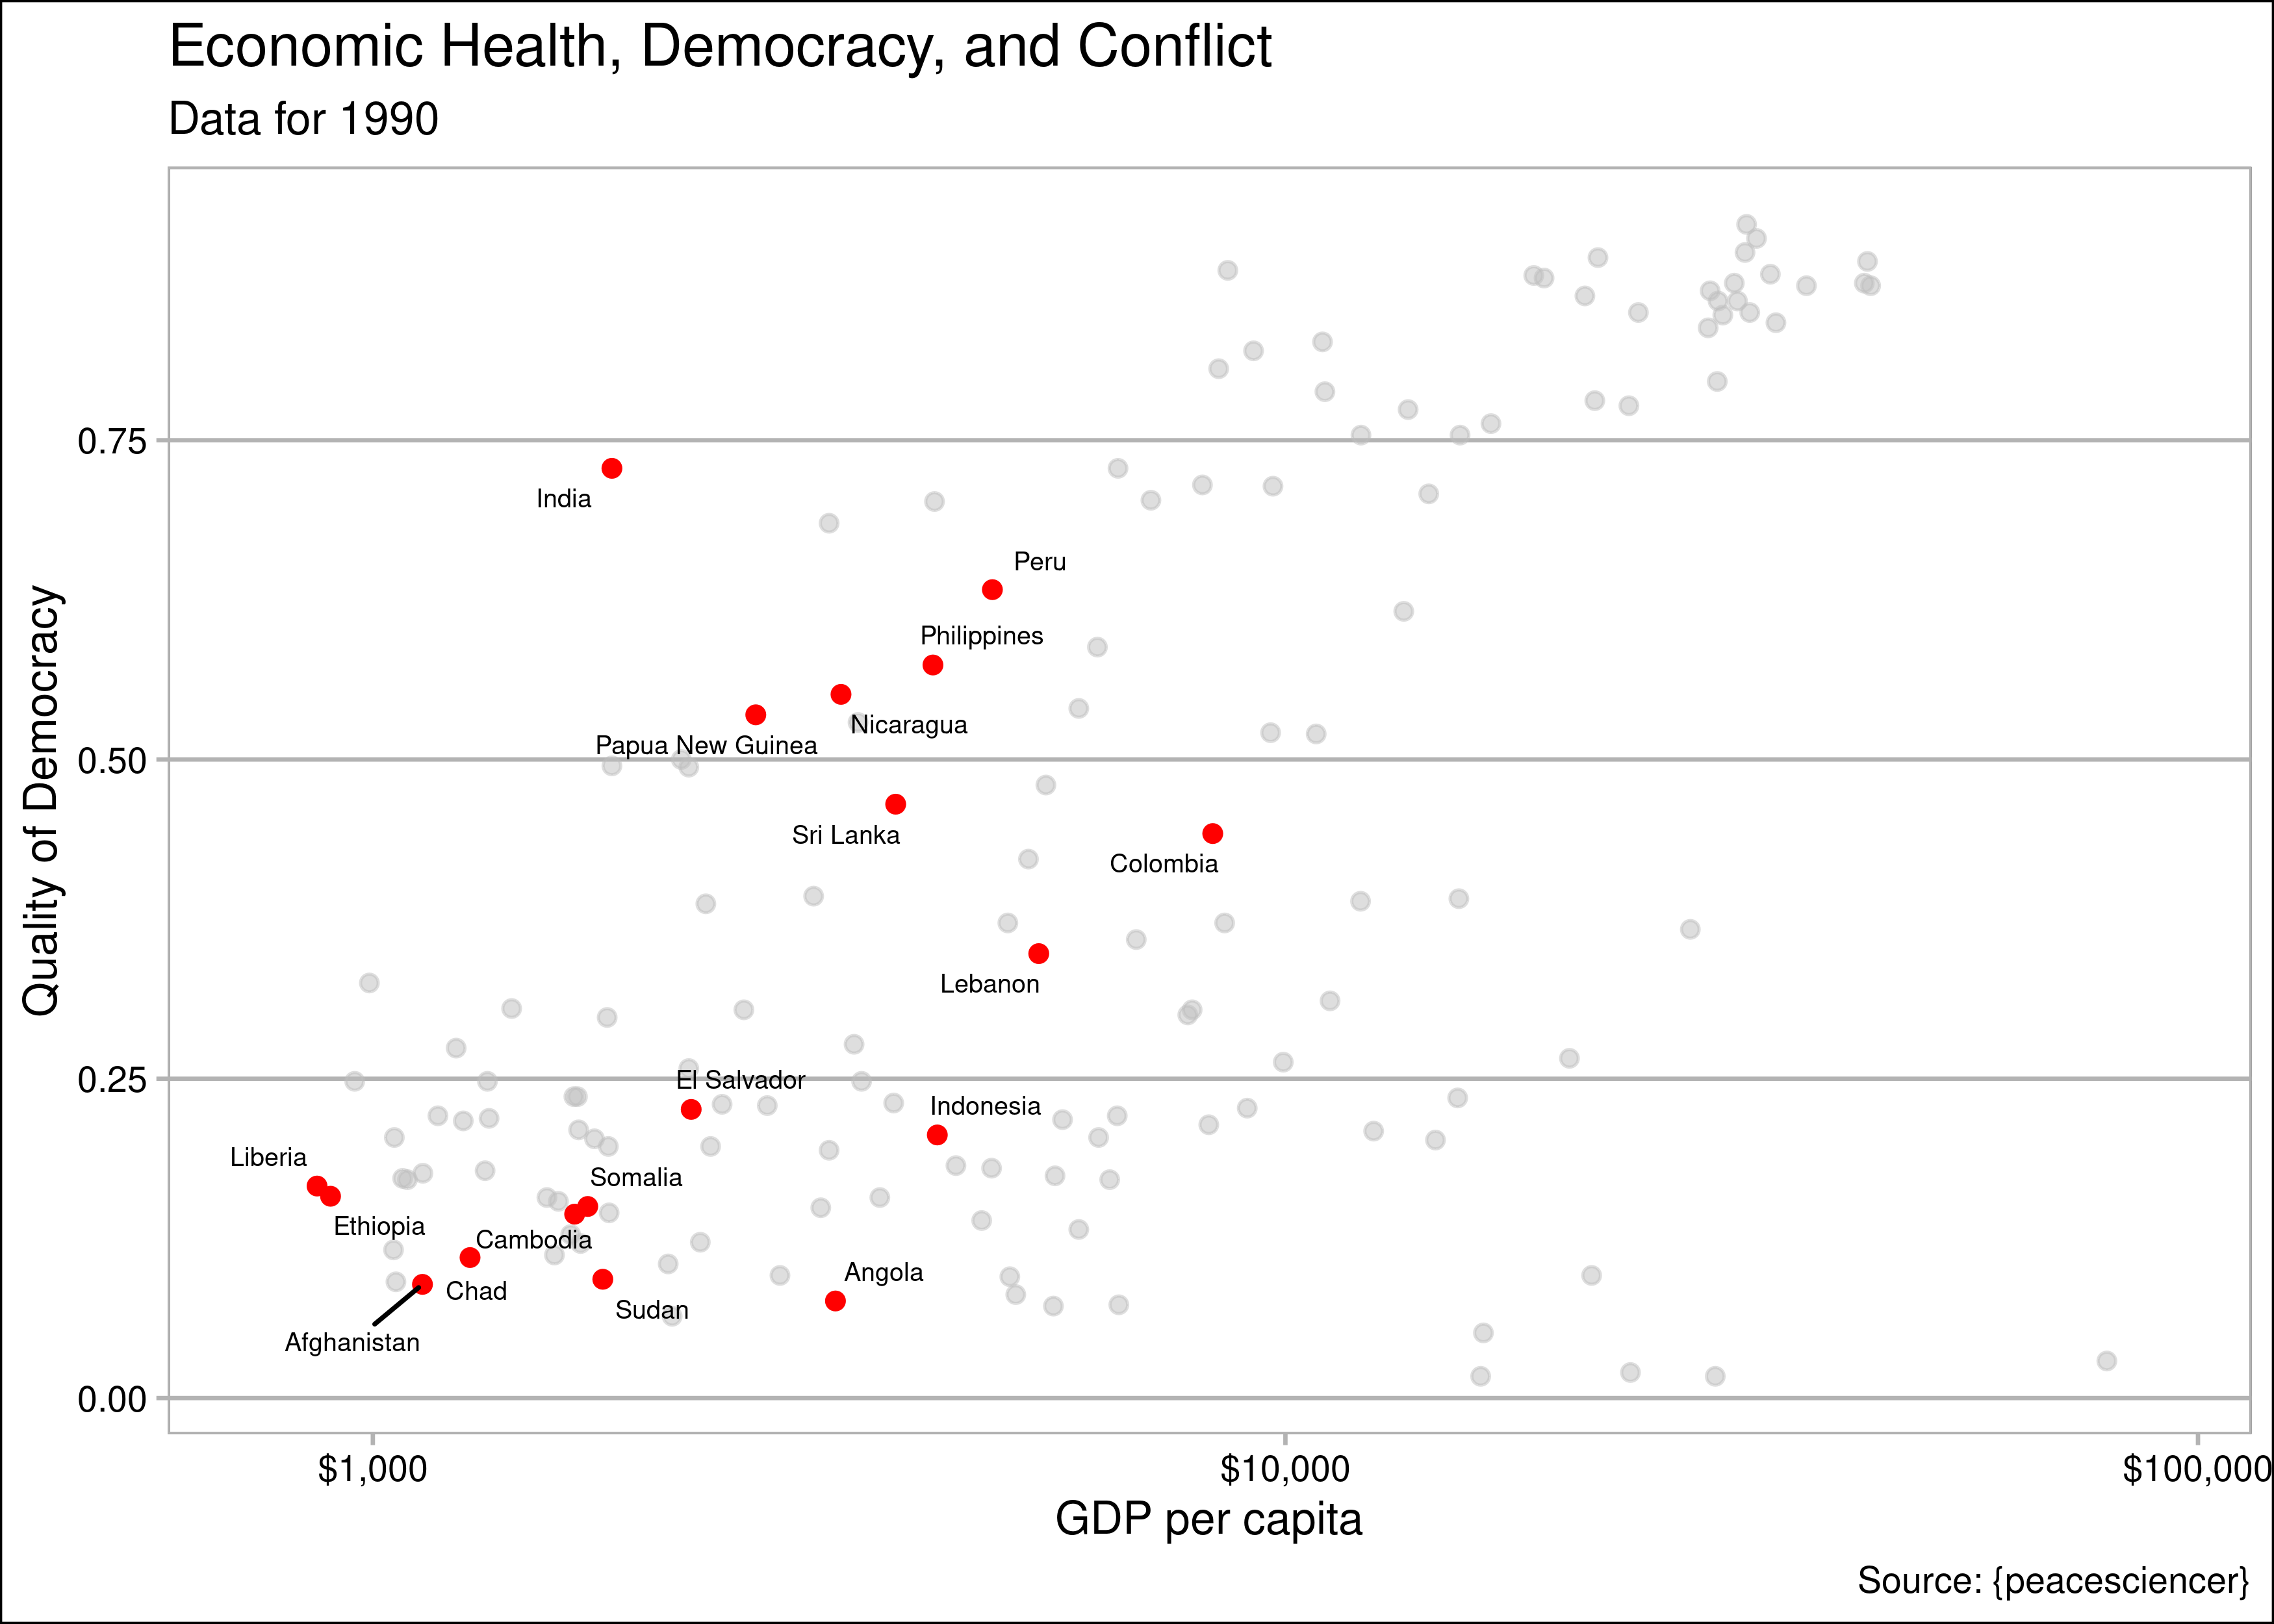 Economic Health, Democracy, and Conflict
Data for 1990
Quality of Democracy
0.75
0.50
0.25
0.00
India
Peru
Philippines
Nicaragua
Papua New Guinea
Sri Lanka
Colombia
Lebanon
El Salvador
Indonesia
Liberia
Somalia
Ethiopia
Cambodia
Angola
Chad
Sudan
Afghanistan
$1,000
$10,000
$100,000
GDP per capita
Source: {peacesciencer}